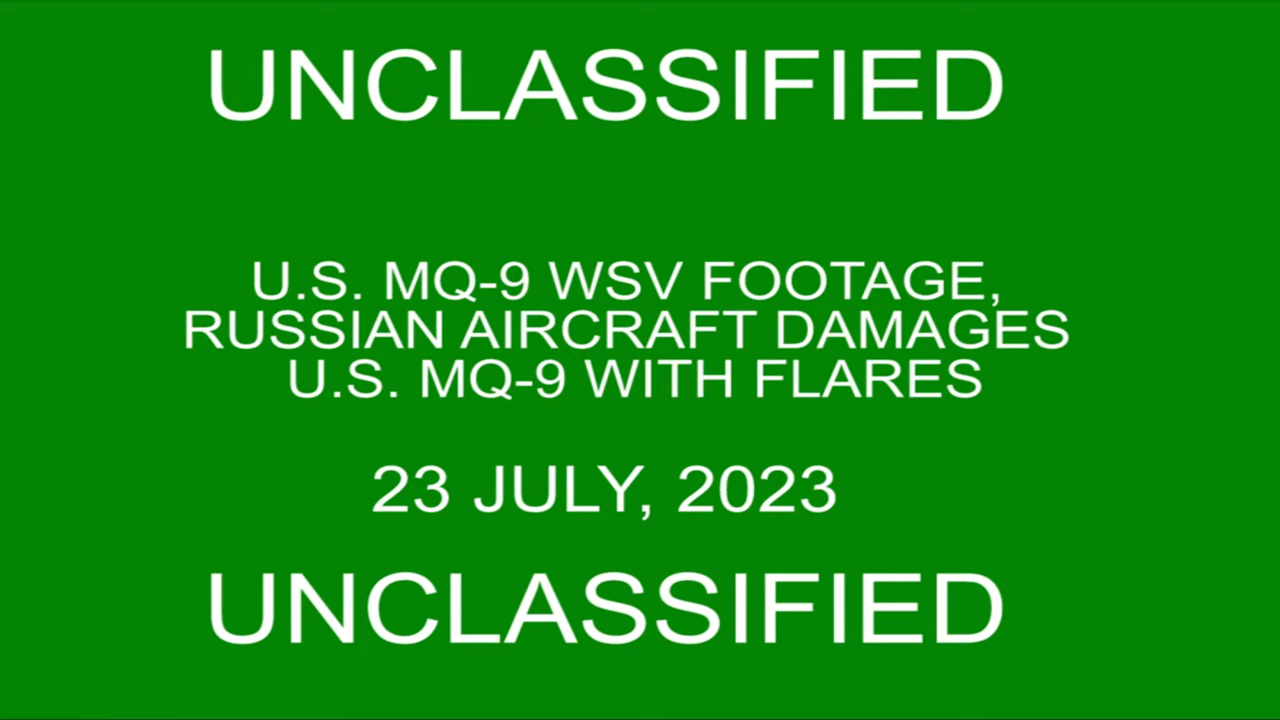 UNCLASSIFIED
U.S. MQ-9 WSV FOOTAGE,
RUSSIAN AIRCRAFT DAMAGES
U.S. MQ-9 WITH FLARES
23 JULY, 2023
UNCLASSIFIED